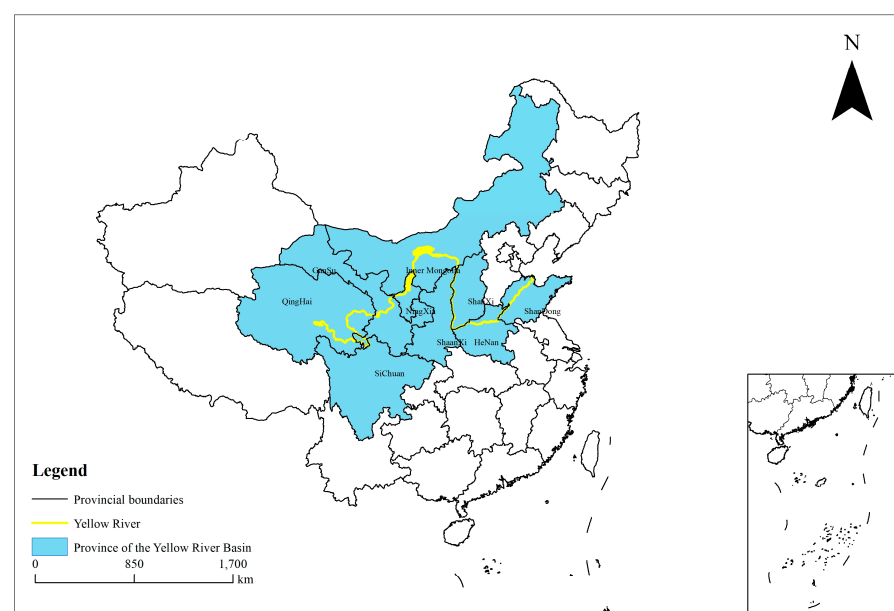 N
GanSu
Inner Mongolia
QingHai
ShanXi
NingXia
ShanDong
ShaanXi
HeNan
SiChuan
Legend
Provincial boundaries
Yellow River
Province of the Yellow River Basin
0 850 1,700
km